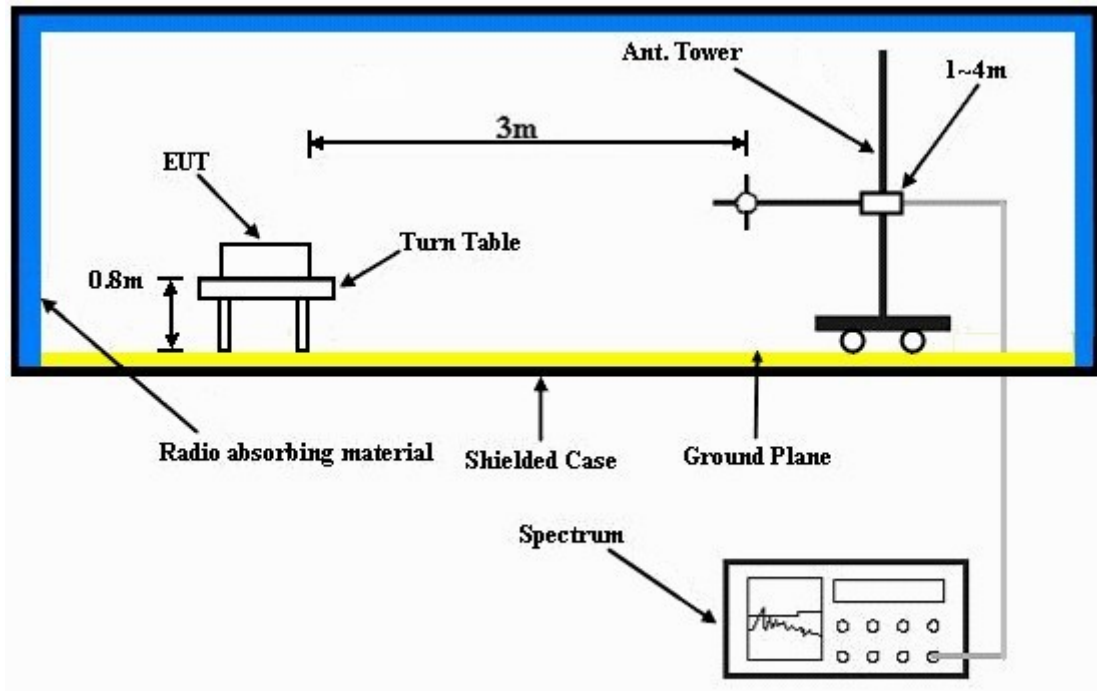 Ant. Tower
1~4m
3m
EUT
Turn Table
0.8m
Radio absorbing material
Shielded Case
Ground Plane
Spectrum